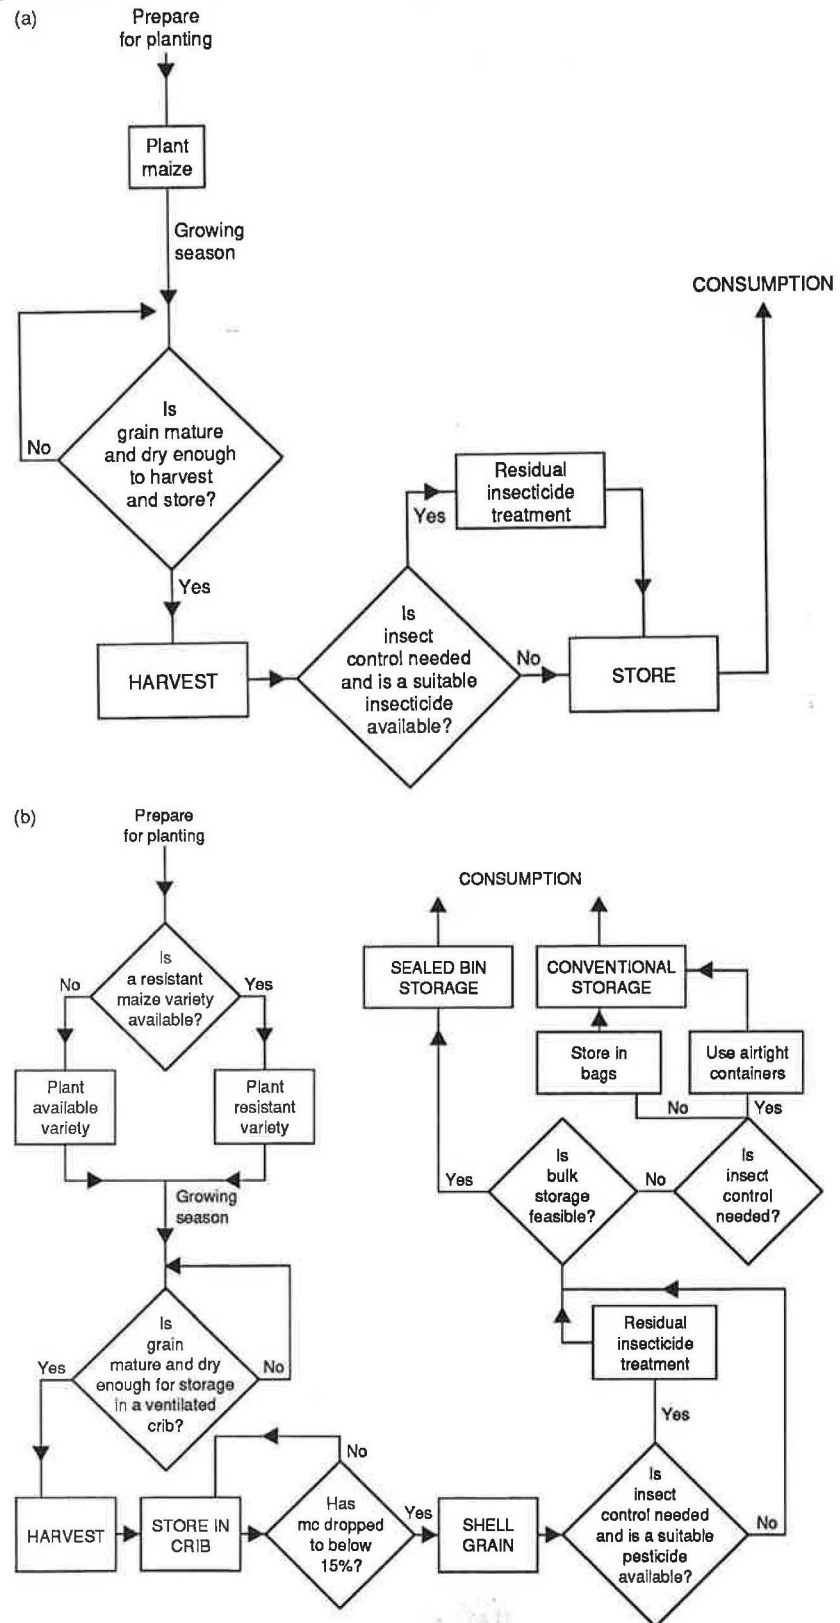 (a)
Prepare
for planting
Plant
maize
Growing
season
CONSUMPTION
Is
grain mature
and dry enough
to harvest
and store?
No
Yes
Residual
insecticide
treatment
Yes
HARVEST
Is
insect
control needed
and is a suitable
insecticide
available?
No
STORE
(b)
Prepare
for planting
Is
a resistant
maize variety
available?
No
Yes
Plant
available
variety
Plant
resistant
variety
Growing
season
Is
grain
mature and dry
enough for storage
in a ventilated
crib?
Yes
No
HARVEST
STORE IN
CRIB
No
Has
mc dropped
to below
15%?
Yes
SHELL
GRAIN
Is
insect
control needed
and is a suitable
pesticide
available?
No
Yes
Residual
insecticide
treatment
Is
bulk
storage
feasible?
Yes
No
Is
insect
control
needed?
No
Yes
Store in
bags
Use airtight
containers
SEALED BIN
STORAGE
CONVENTIONAL
STORAGE
CONSUMPTION